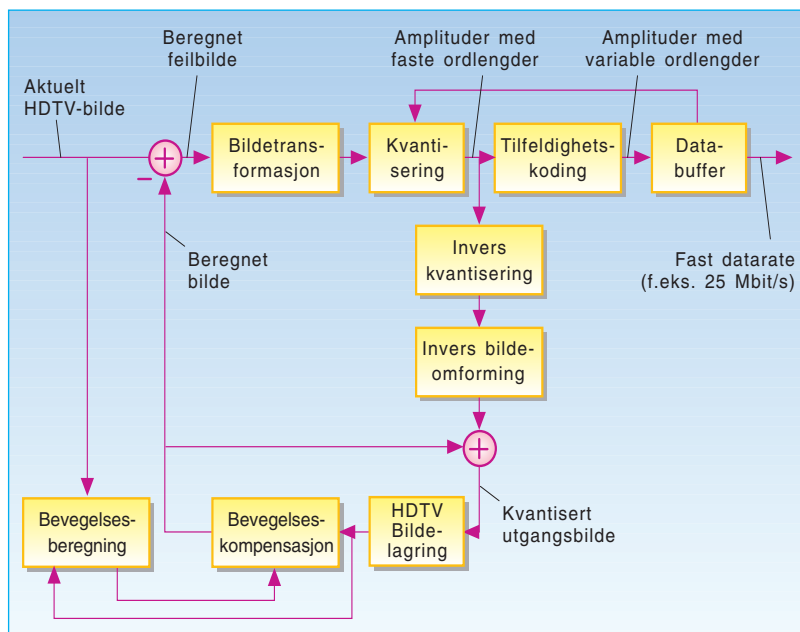 Beregnet
feilbilde
Amplituder med
faste ordlengder
Amplituder med
variable ordlengder
Aktuelt
HDTV-bilde
+
−
Bildetrans-
formasjon
Kvanti-
sering
Tilfeldighets-
koding
Data-
buffer
Beregnet
bilde
Invers
kvantisering
Fast datarate
(f.eks. 25 Mbit/s)
Invers bilde-
omforming
+
Bevegelses-
beregning
Bevegelses-
kompensasjon
HDTV
Bilde-
lagring
Kvantisert
utgangsbilde